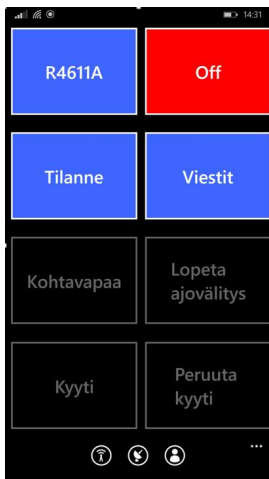 14:31
R4611A
Off
Tilanne
Viestit
Kohtavapaa
Lopeta
ajovälitys
Kyyti
Peruuta
kyyti